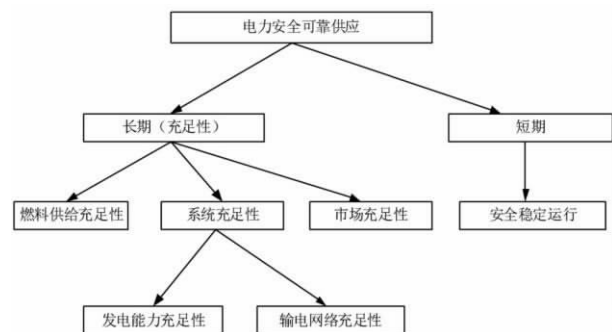 电力安全可靠供应
长期（充足性）
短期
燃料供给充足性
系统充足性
市场充足性
安全稳定运行
发电能力充足性
输电网络充足性